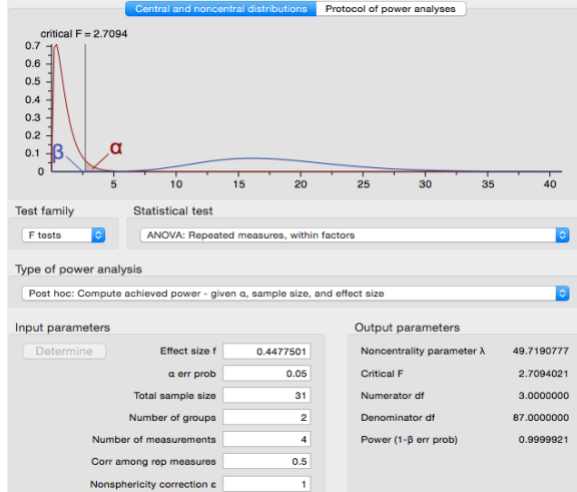 Central and noncentral distributions Protocol of power analyses
critical F = 2.7094
0.7
0.6
0.5
0.4
0.3
0.2
0.1
0
β α
5 10 15 20 25 30 35 40
Test family Statistical test
F tests ANOVA: Repeated measures, within factors
Type of power analysis
Post hoc: Compute achieved power - given α, sample size, and effect size
Input parameters Output parameters
Determine Effect size f 0.4477501 Noncentrality parameter λ 49.7190777
α err prob 0.05 Critical F 2.7094021
Total sample size 31 Numerator df 3.0000000
Number of groups 2 Denominator df 87.0000000
Number of measurements 4 Power (1-β err prob) 0.9999921
Corr among rep measures 0.5
Nonsphericity correction ε 1